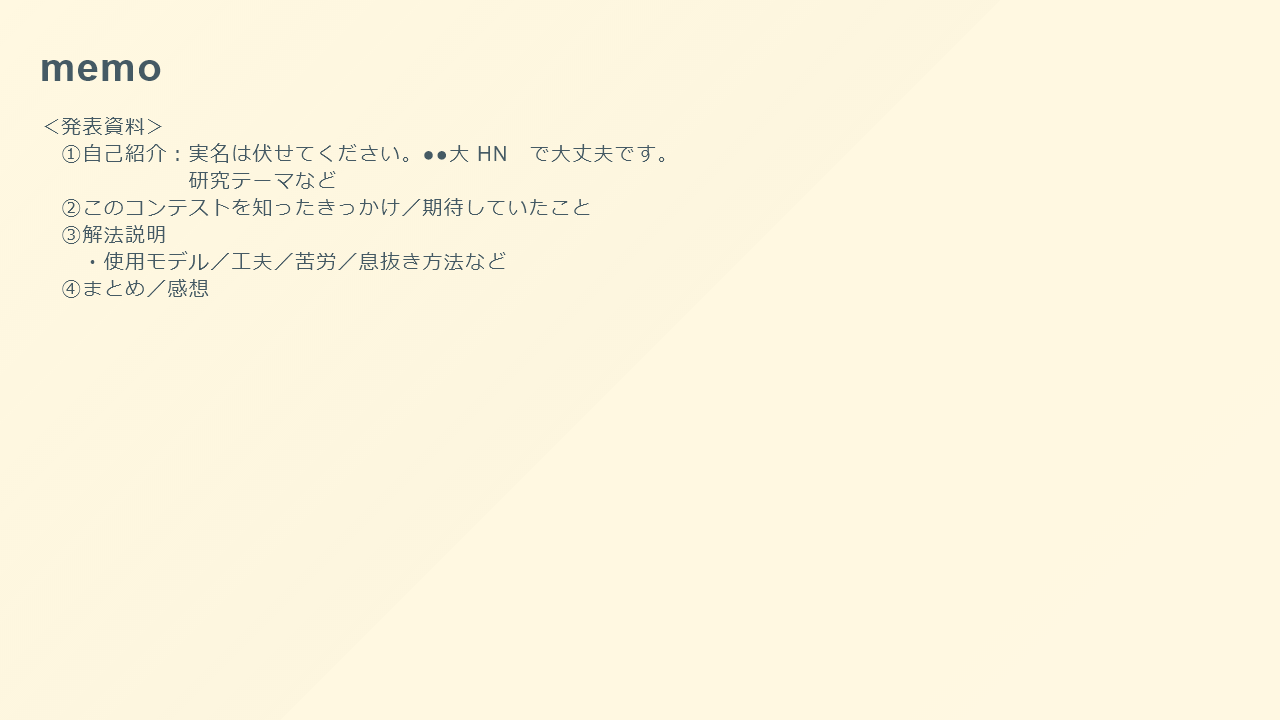 memo
＜発表資料＞
①自己紹介：実名は伏せてください。●●大 HN　で大丈夫です。
研究テーマなど
②このコンテストを知ったきっかけ／期待していたこと
③解法説明
・使用モデル／工夫／苦労／息抜き方法など
④まとめ／感想